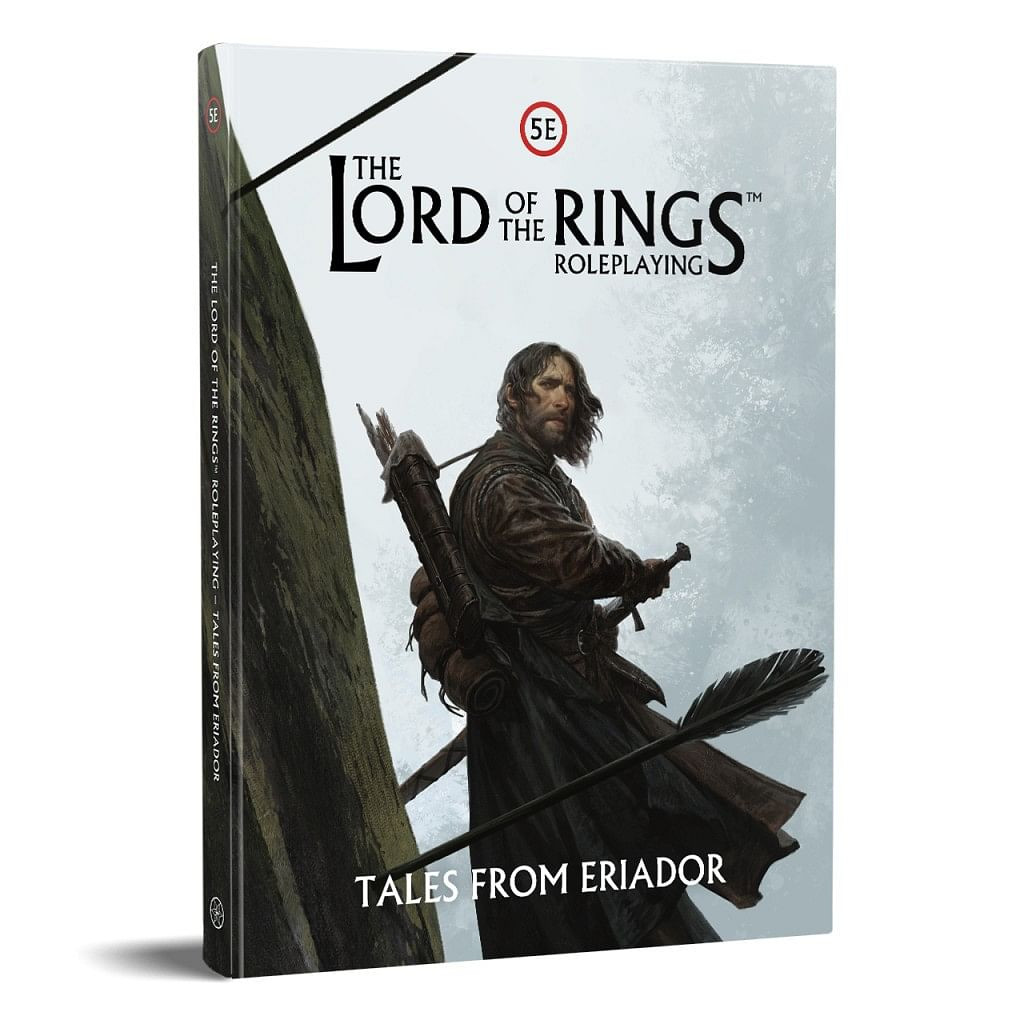 5E
THE LORD OF THE RINGS™
ROLEPLAYING
TALES FROM ERIADOR
5E
THE LORD OF THE RINGS™ ROLEPLAYING – TALES FROM ERIADOR